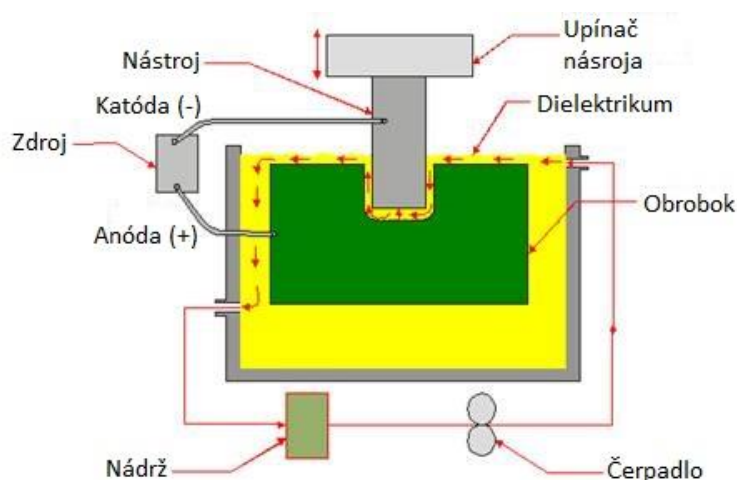 Upínač
násroja
Nástroj
Katóda (-)
Dielektrikum
Zdroj
Obrobok
Anóda (+)
Nádrž
Čerpadlo